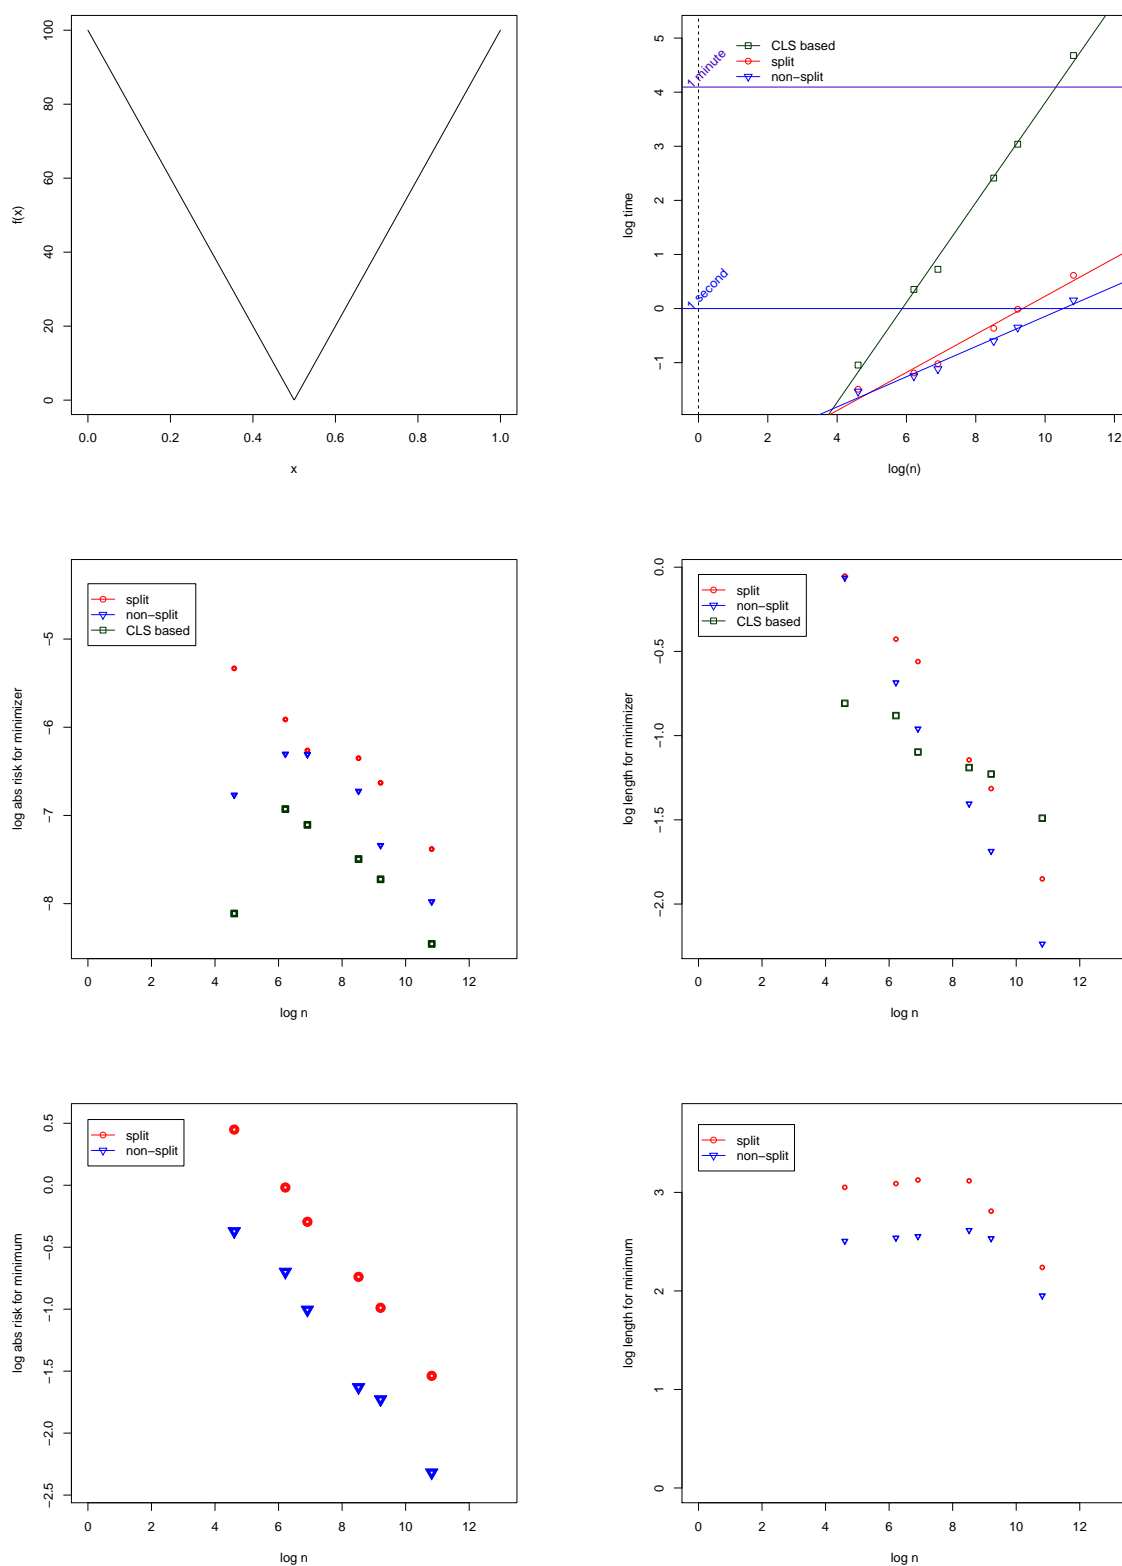 f(x)
100
80
60
40
20
0
0.0 0.2 0.4 0.6 0.8 1.0
x
log time
5
4
3
2
1
0
−1
CLS based
split
non−split
1 minute
1 second
0 2 4 6 8 10 12
log(n)
log abs risk for minimizer
−5
−6
−7
−8
split
non−split
CLS based
0 2 4 6 8 10 12
log n
log length for minimizer
0.0
−0.5
−1.0
−1.5
−2.0
split
non−split
CLS based
0 2 4 6 8 10 12
log n
log abs risk for minimum
0.5
0.0
−0.5
−1.0
−1.5
−2.0
−2.5
split
non−split
0 2 4 6 8 10 12
log n
log length for minimum
3
2
1
0
split
non−split
0 2 4 6 8 10 12
log n